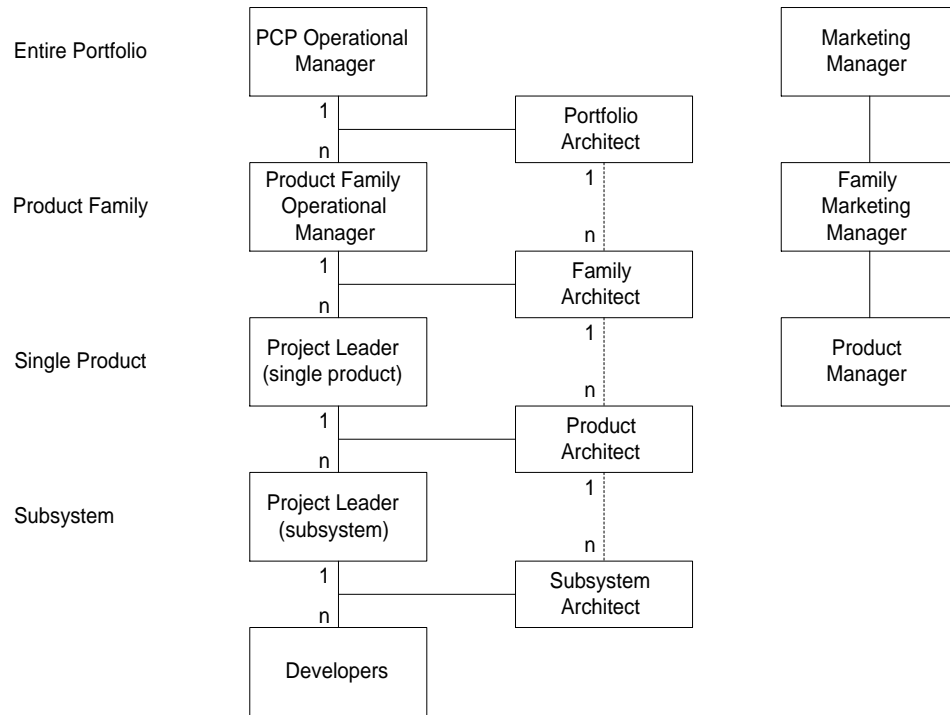 Entire Portfolio
PCP Operational
Manager
Marketing
Manager
1
Portfolio
Architect
n
1
Product Family
Product Family
Operational
Manager
Family
Marketing
Manager
n
1
Family
Architect
n
1
Single Product
Project Leader
(single product)
Product
Manager
n
1
Product
Architect
n
1
Subsystem
Project Leader
(subsystem)
n
1
Subsystem
Architect
n
Developers